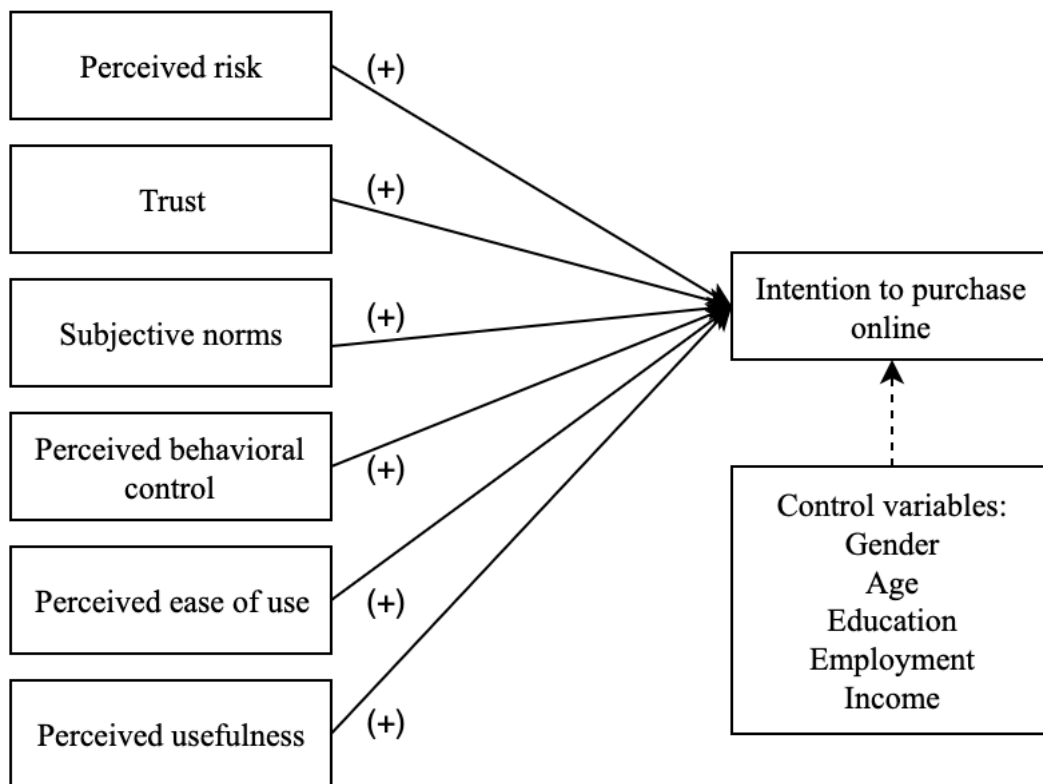 Perceived risk
(+)
Trust
(+)
Subjective norms
(+)
Perceived behavioral
control
(+)
Perceived ease of use
(+)
Perceived usefulness
(+)
Intention to purchase
online
Control variables:
Gender
Age
Education
Employment
Income